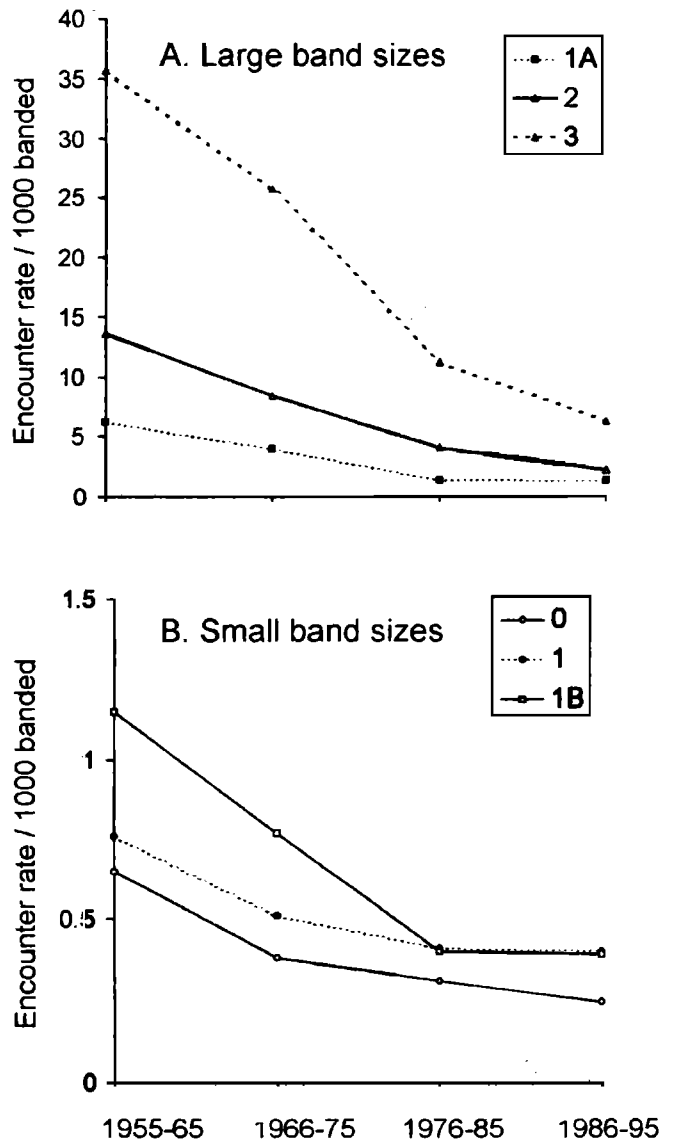 A. Large band sizes
1A
2
3
Encounter rate / 1000 banded
40
35
30
25
20
15
10
5
0
B. Small band sizes
0
1
1B
Encounter rate / 1000 banded
1.5
1
0.5
0
1955-65 1966-75 1976-85 1986-95